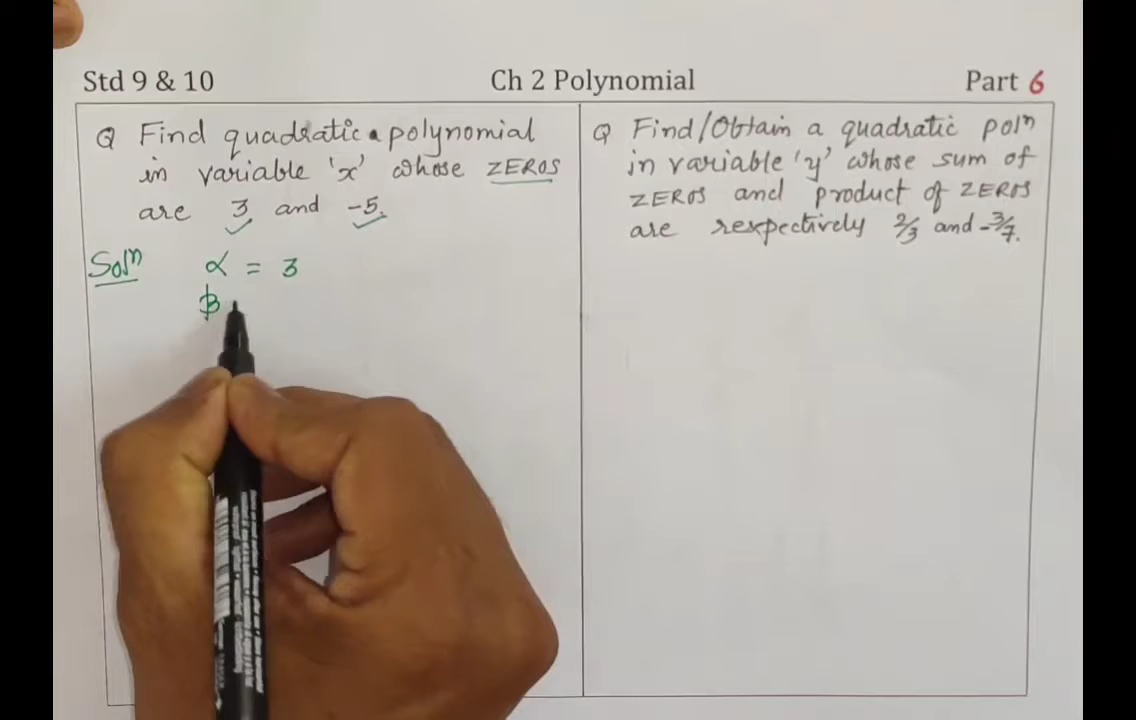 Std 9 & 10 Ch 2 Polynomial Part 6
Q Find quadratic polynomial
in variable 'x' whose ZEROS
are 3 and -5.
Solⁿ α = 3
β
Q Find/Obtain a quadratic polⁿ
in variable 'y' whose sum of
ZEROS and product of ZEROS
are respectively 2/3 and -3/7.